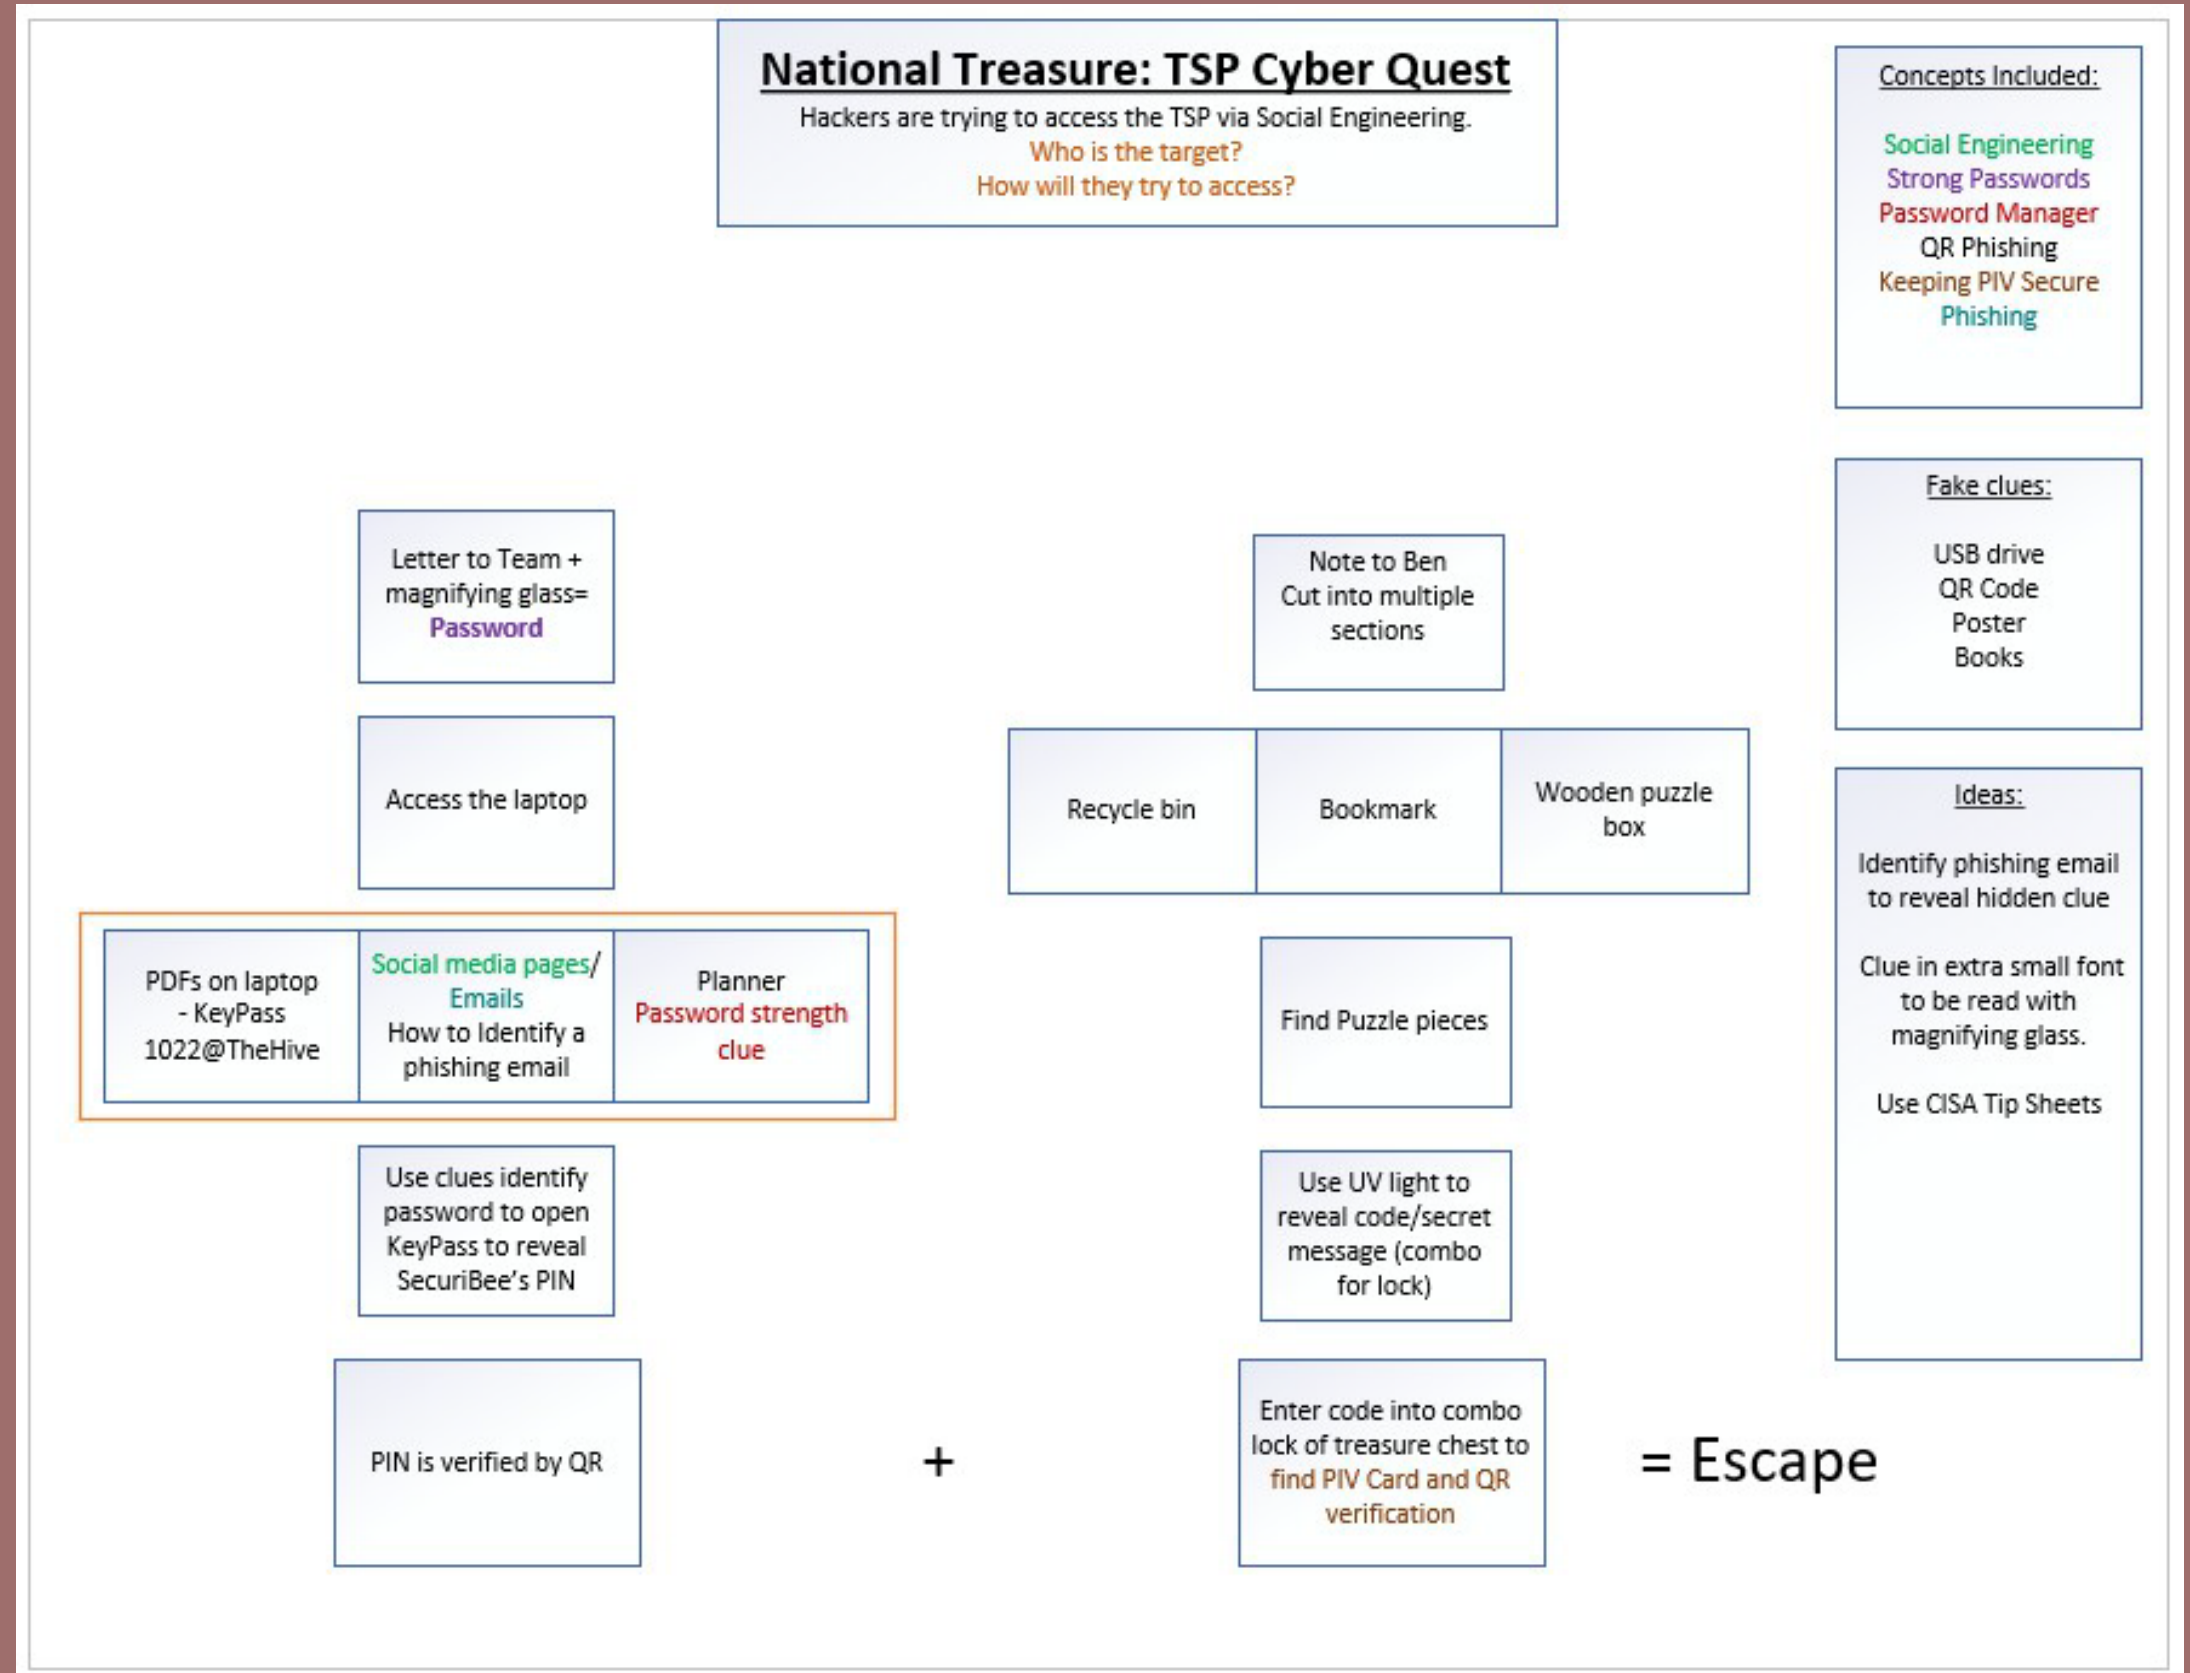 National Treasure: TSP Cyber Quest
Hackers are trying to access the TSP via Social Engineering.
Who is the target?
How will they try to access?
Concepts Included:
Social Engineering
Strong Passwords
Password Manager
QR Phishing
Keeping PIV Secure
Phishing
Fake clues:
USB drive
QR Code
Poster
Books
Ideas:
Identify phishing email
to reveal hidden clue
Clue in extra small font
to be read with
magnifying glass.
Use CISA Tip Sheets
Letter to Team +
magnifying glass=
Password
Access the laptop
PDFs on laptop
- KeyPass
1022@TheHive
Social media pages/
Emails
How to Identify a
phishing email
Planner
Password strength
clue
Use clues identify
password to open
KeyPass to reveal
SecuriBee's PIN
PIN is verified by QR
+
Note to Ben
Cut into multiple
sections
Recycle bin
Bookmark
Wooden puzzle
box
Find Puzzle pieces
Use UV light to
reveal code/secret
message (combo
for lock)
Enter code into combo
lock of treasure chest to
find PIV Card and QR
verification
= Escape